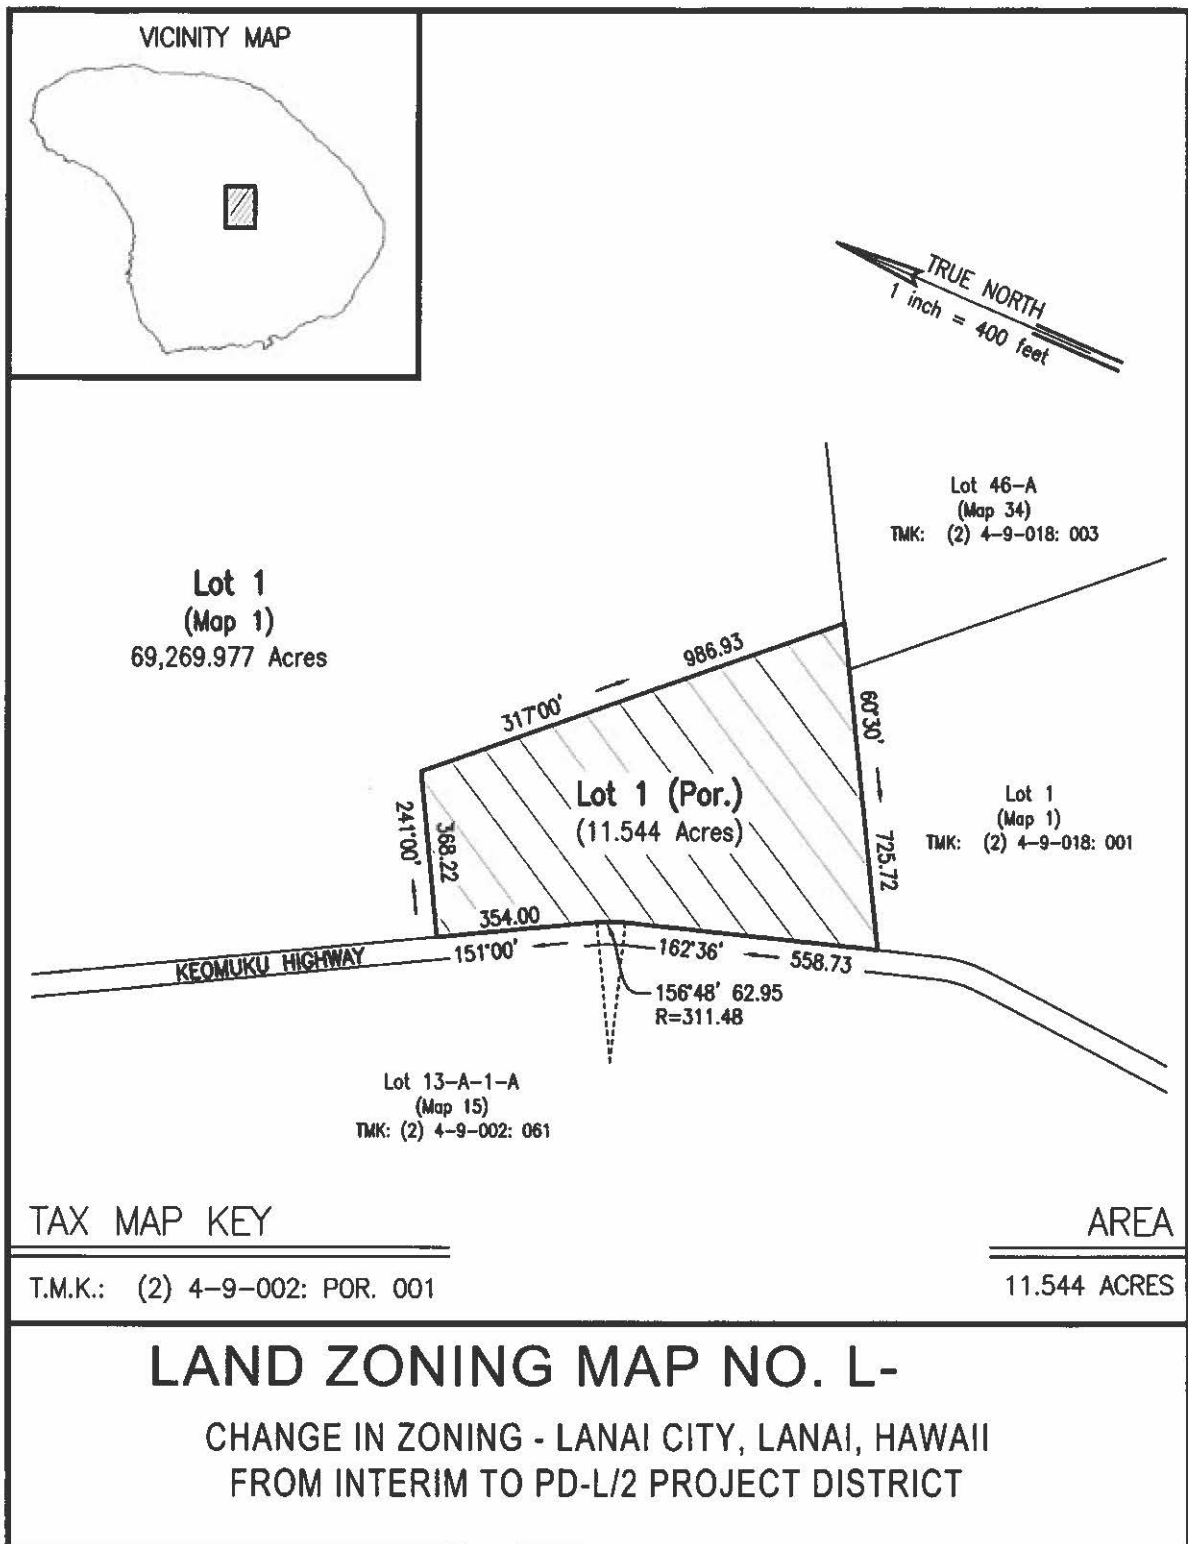 VICINITY MAP
TRUE NORTH
1 inch = 400 feet
Lot 46-A
(Map 34)
TMK: (2) 4-9-018: 003
Lot 1
(Map 1)
69,269.977 Acres
986.93
317°00'
60°30'
725.72
Lot 1 (Por.)
(11.544 Acres)
Lot 1
(Map 1)
TMK: (2) 4-9-018: 001
241°00'
368.22
354.00
KEOMUKU HIGHWAY
151°00'
162°36'
558.73
156°48' 62.95
R=311.48
Lot 13-A-1-A
(Map 15)
TMK: (2) 4-9-002: 061
TAX MAP KEY
AREA
T.M.K.: (2) 4-9-002: POR. 001
11.544 ACRES
LAND ZONING MAP NO. L-
CHANGE IN ZONING - LANAI CITY, LANAI, HAWAII
FROM INTERIM TO PD-L/2 PROJECT DISTRICT